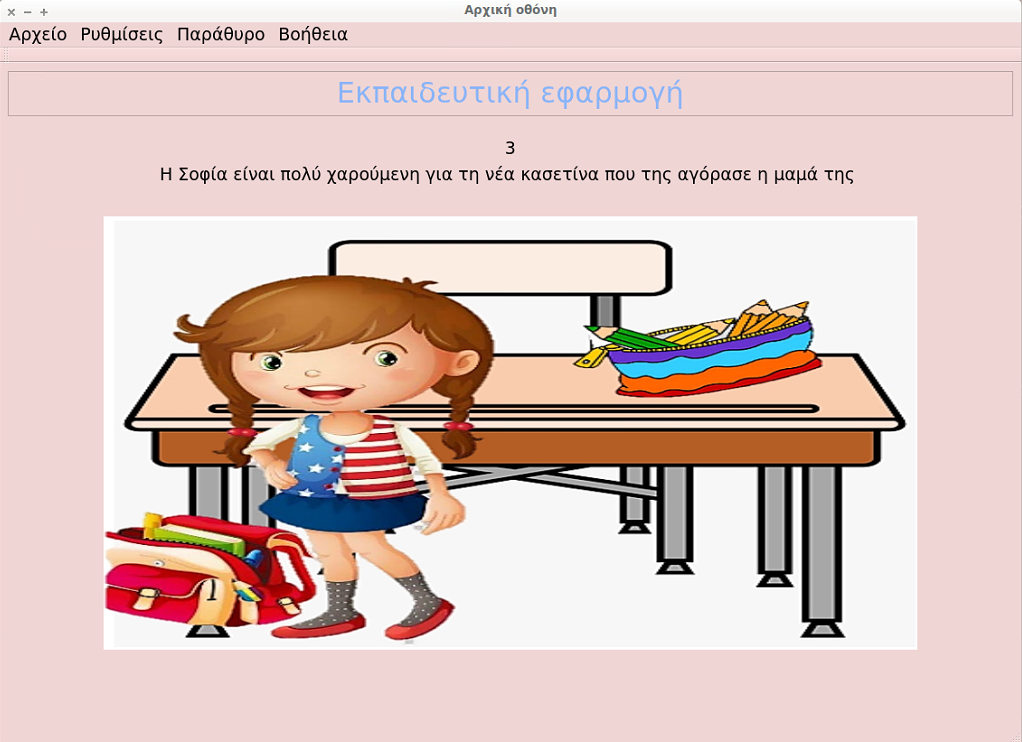 Αρχική οθόνη
Αρχείο Ρυθμίσεις Παράθυρο Βοήθεια
Εκπαιδευτική εφαρμογή
3
Η Σοφία είναι πολύ χαρούμενη για τη νέα κασετίνα που της αγόρασε η μαμά της